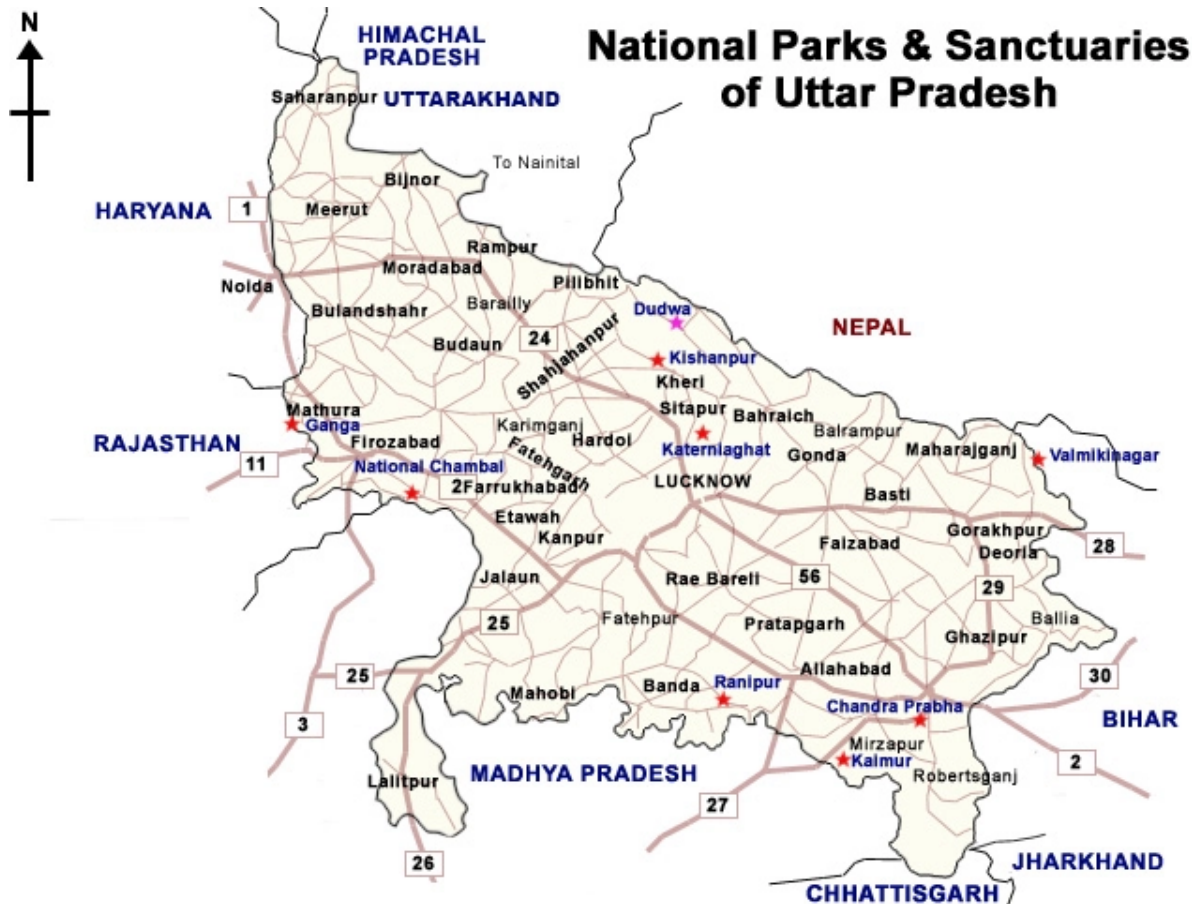 N
HIMACHAL
PRADESH
National Parks & Sanctuaries
of Uttar Pradesh
Saharanpur
UTTARAKHAND
To Nainital
Bijnor
HARYANA
1
Meerut
Rampur
Moradabad
Noida
Pilibhit
Barailly
Bulandshahr
Dudwa
NEPAL
24
Budaun
Shahjahanpur
Kishanpur
Kheri
Mathura
Ganga
Sitapur
Bahraich
Karimganj
Balrampur
RAJASTHAN
Firozabad
Hardoi
Fatehgarh
Katerniaghat
Gonda
Maharajganj
Valmikinagar
11
National Chambal
2
Farrukhabad
LUCKNOW
Basti
Etawah
Kanpur
Faizabad
Gorakhpur
Deoria
28
Jalaun
Rae Bareli
56
29
25
Fatehpur
Pratapgarh
Ballia
Ghazipur
25
Allahabad
30
Mahobi
Banda
Ranipur
Chandra Prabha
3
BIHAR
Mirzapur
Kaimur
2
Lalitpur
MADHYA PRADESH
Robertsganj
27
26
JHARKHAND
CHHATTISGARH